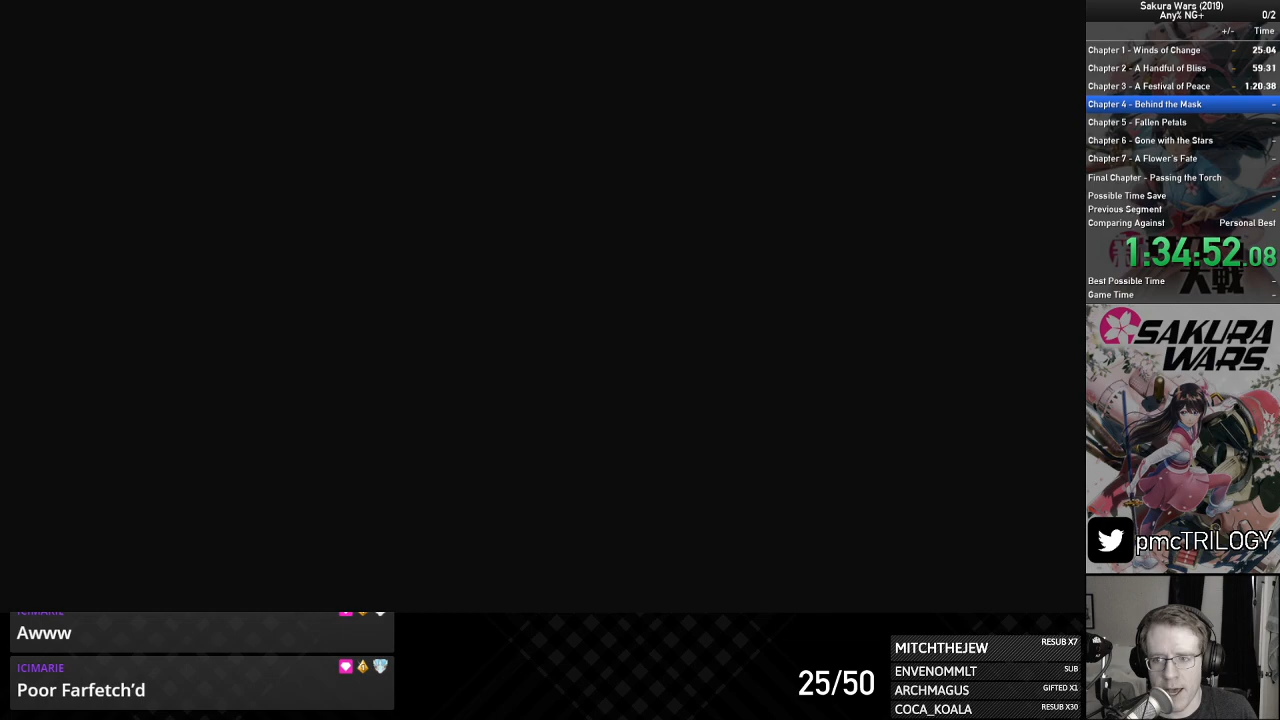 Sakura Wars (2019)
Any% NG+
0/2
+/- Time
Chapter 1 - Winds of Change - 25.04
Chapter 2 - A Handful of Bliss - 59.31
Chapter 3 - A Festival of Peace - 1:20.38
Chapter 4 - Behind the Mask -
Chapter 5 - Fallen Petals -
Chapter 6 - Gone with the Stars -
Chapter 7 - A Flower's Fate -
Final Chapter - Passing the Torch -
Possible Time Save -
Previous Segment -
Comparing Against Personal Best
1:34:52.08
大戦
Best Possible Time -
Game Time -
SAKURA
WARS
pmcTRILOGY
ICIMARIE
Awww
ICIMARIE
Poor Farfetch'd
25/50
MITCHTHEJEW RESUB X7
ENVENOMMLT SUB
ARCHMAGUS GIFTED X1
COCA_KOALA RESUB X30